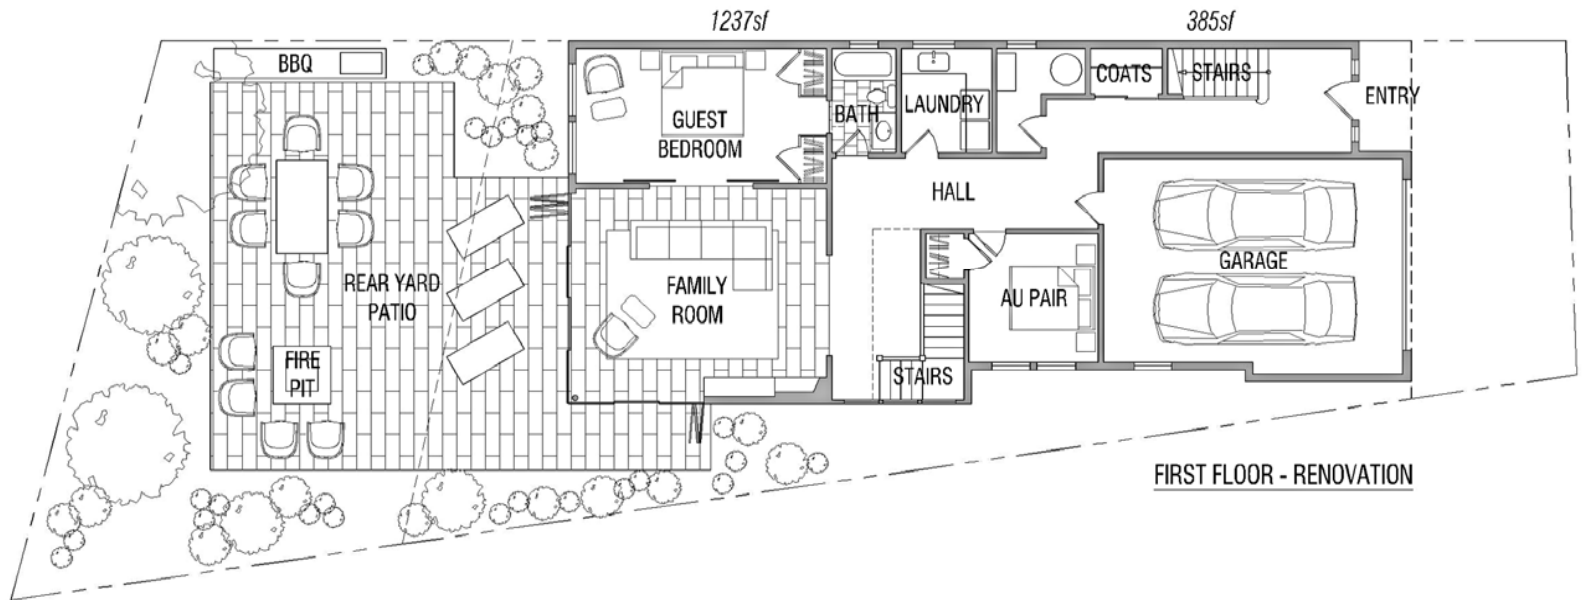 1237sf
385sf
BBQ
COATS
STAIRS
ENTRY
GUEST
BEDROOM
BATH
LAUNDRY
HALL
GARAGE
REAR YARD
PATIO
FAMILY
ROOM
AU PAIR
FIRE
PIT
STAIRS
FIRST FLOOR - RENOVATION